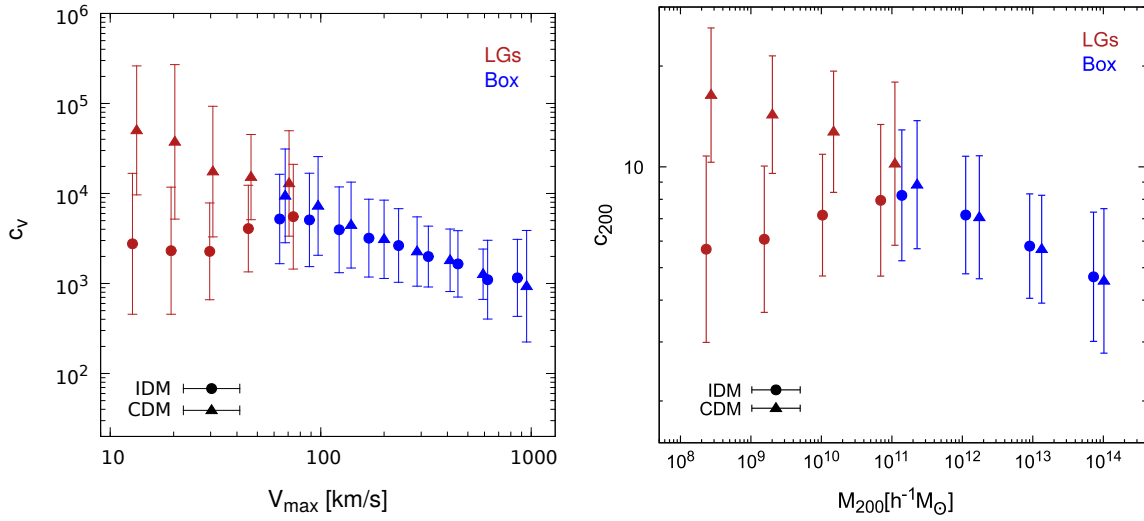 10^6
10^5
10^4
10^3
10^2
c_v
10 100 1000
V_max [km/s]
LGs
Box
IDM
CDM
10
c_200
10^8 10^9 10^10 10^11 10^12 10^13 10^14
M_200[h^-1M_⊙]
LGs
Box
IDM
CDM